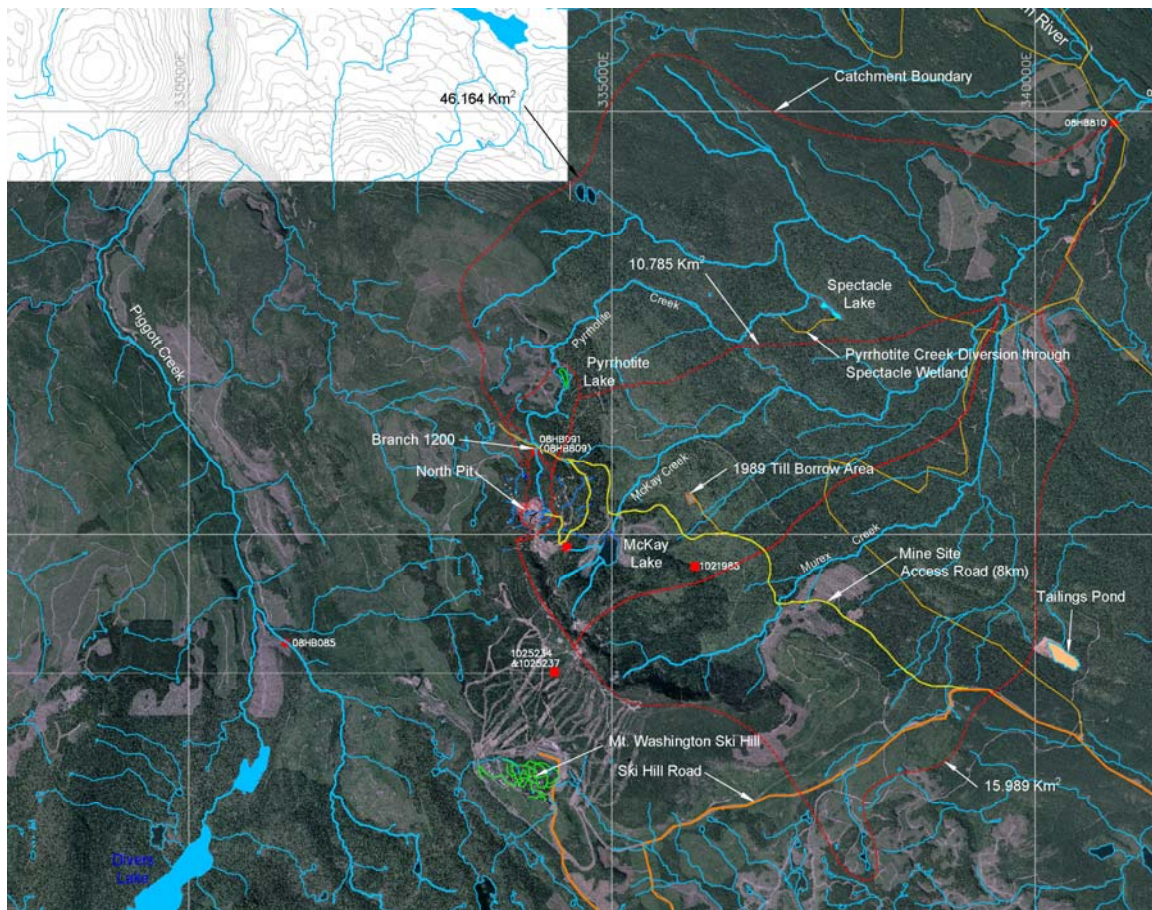 330000E
335000E
340000E
River
Catchment Boundary
46.164 Km²
08HB810
10.785 Km²
Spectacle
Lake
Piggott Creek
Pyrrhotite
Creek
Pyrrhotite
Lake
Pyrrhotite Creek Diversion through
Spectacle Wetland
Branch 1200
08HB091
(08HB809)
North Pit
1989 Till Borrow Area
McKay Creek
McKay
Lake
1021983
Murex
Creek
Mine Site
Access Road (8km)
Tailings Pond
08HB085
1025234
&1025237
Mt. Washington Ski Hill
Ski Hill Road
15.989 Km²
Divers
Lake